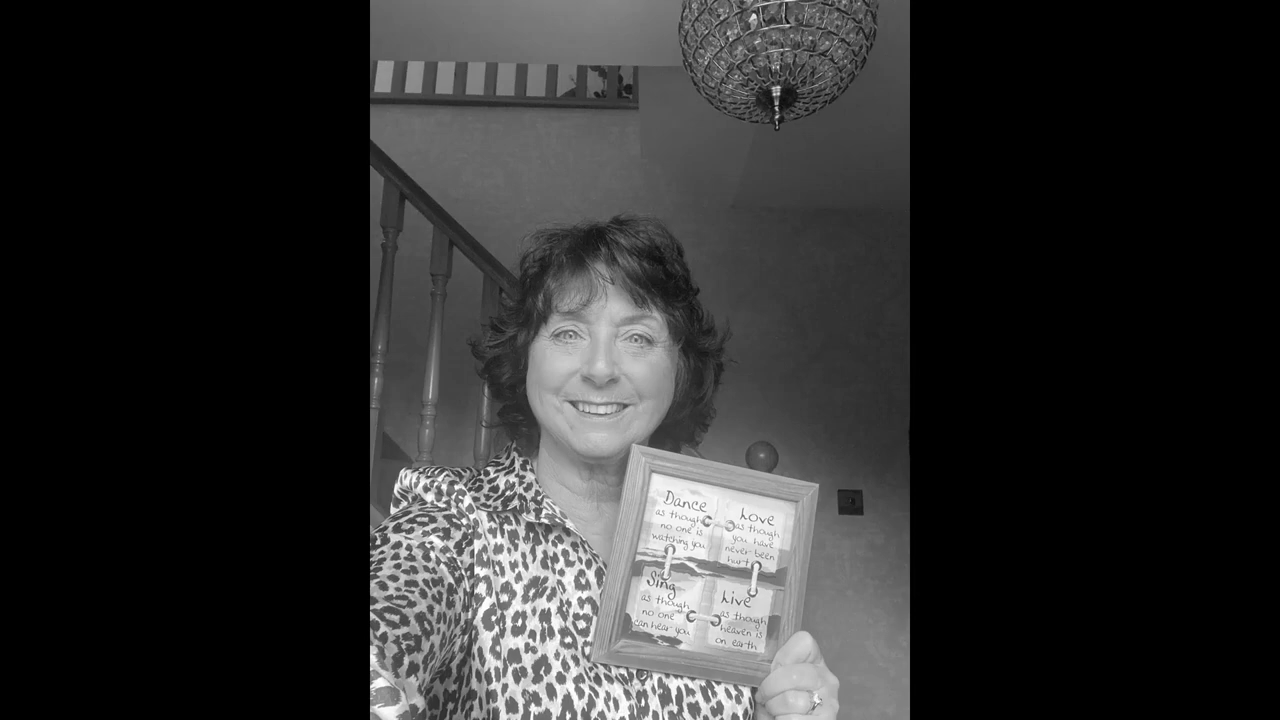 Dance
as though
no one is
watching you
Love
as though
you have
never been
hurt
Sing
as though
no one
can hear you
Live
as though
heaven is
on earth